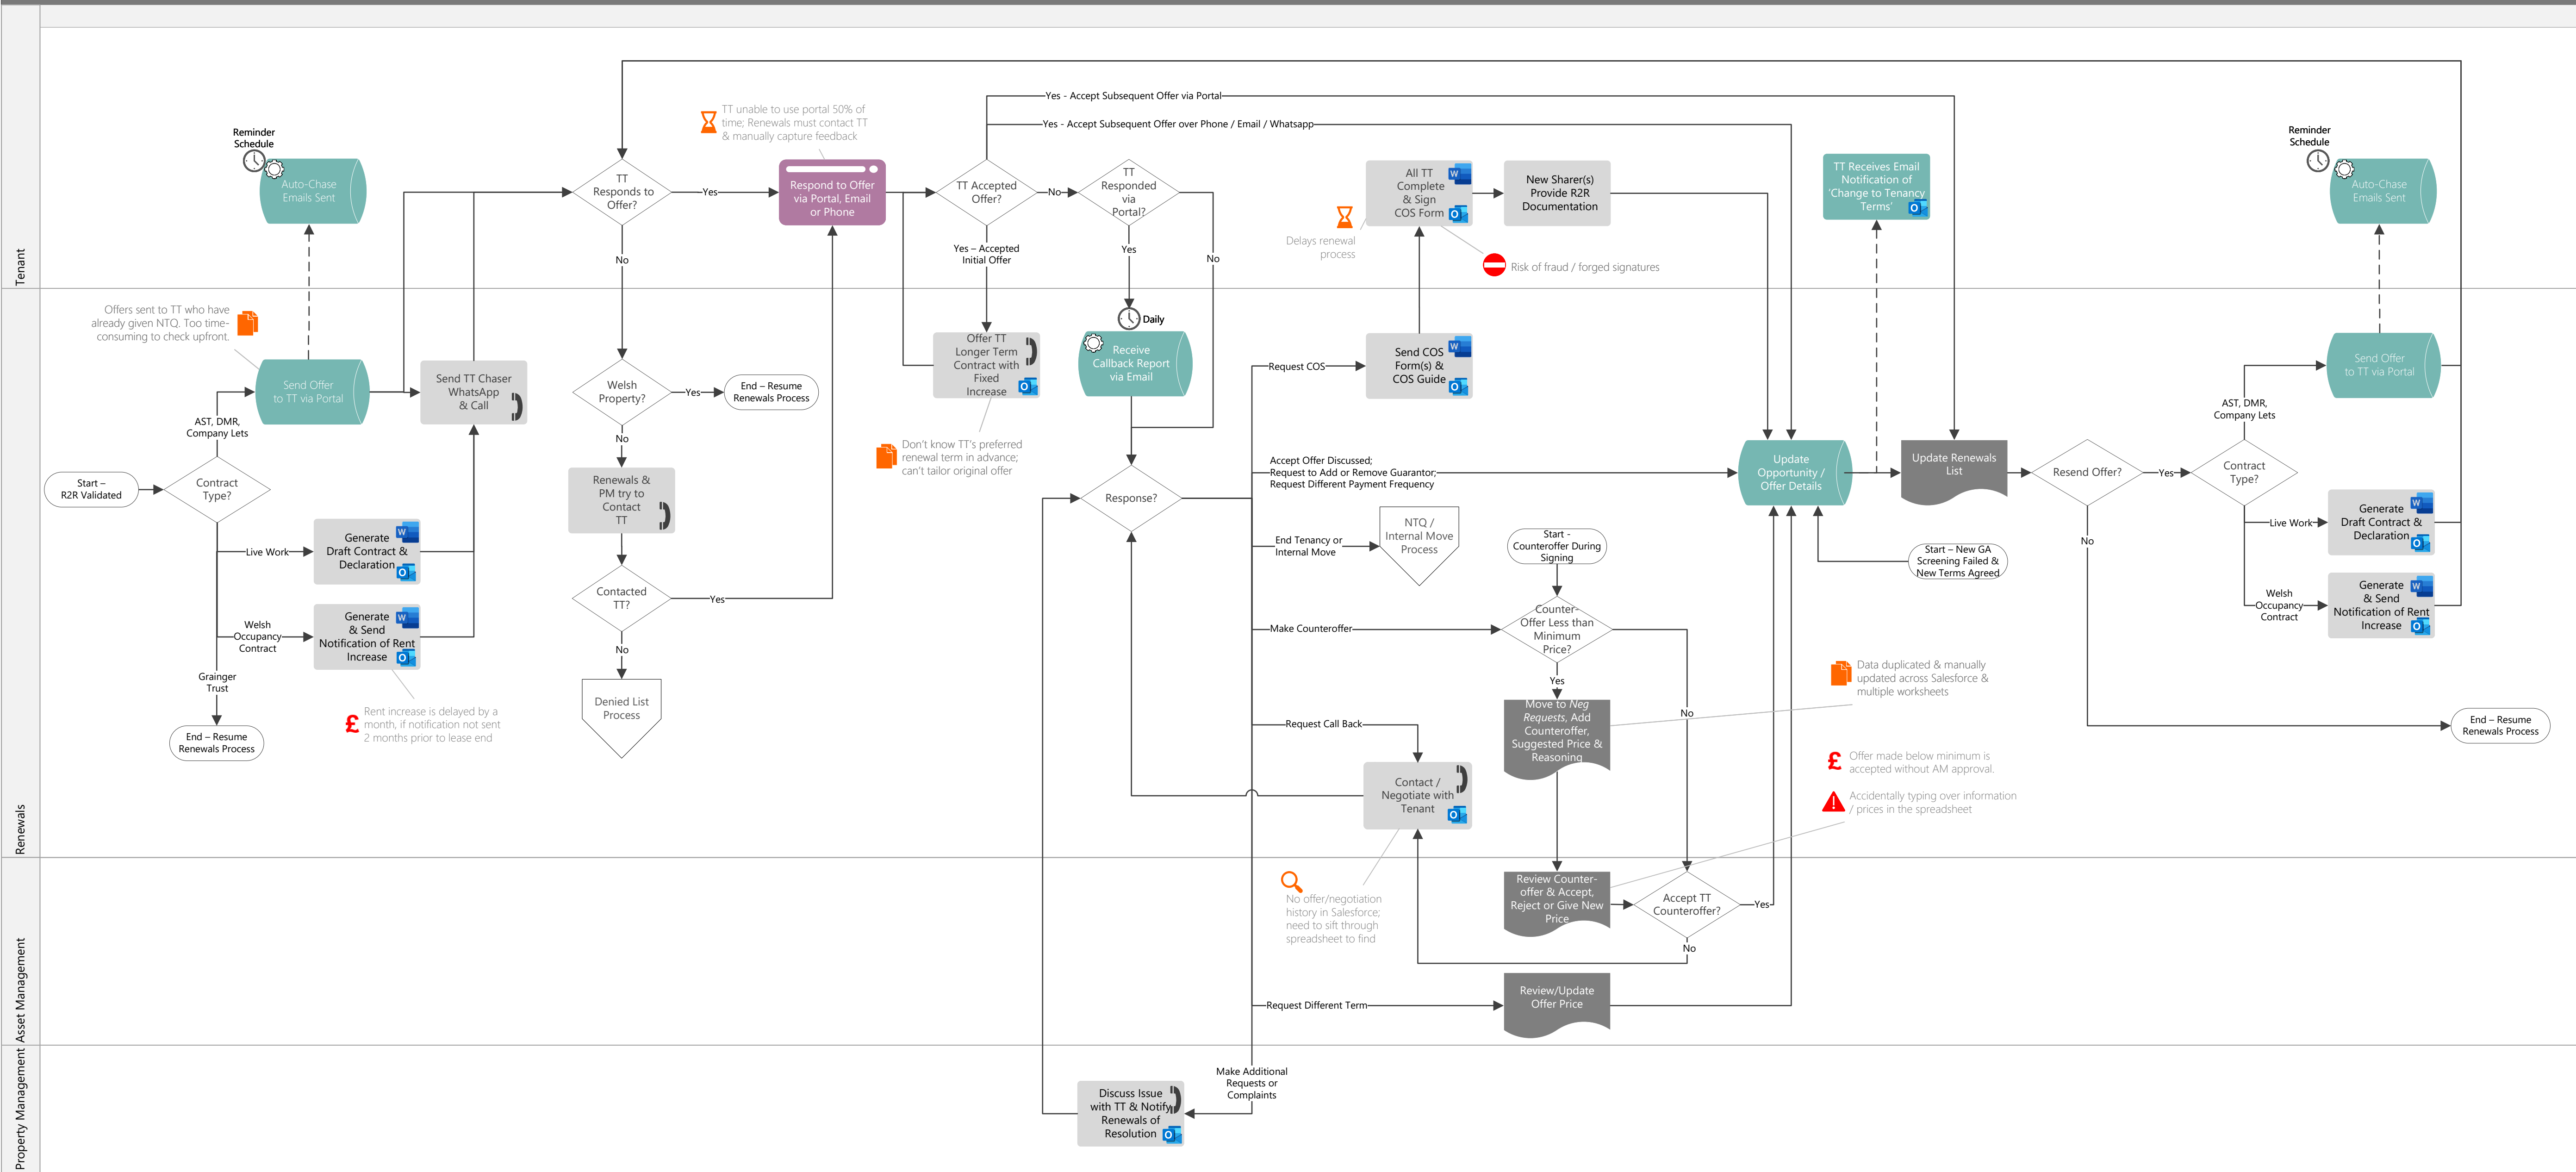 Tenant
Renewals
Asset Management
Property Management
Reminder
Schedule
Auto-Chase
Emails Sent
Offers sent to TT who have
already given NTQ. Too time-
consuming to check upfront.
Send Offer
to TT via Portal
Send TT Chaser
WhatsApp
& Call
AST, DMR,
Company Lets
Start –
R2R Validated
Contract
Type?
Live Work
Generate
Draft Contract &
Declaration
Welsh
Occupancy
Contract
Generate
& Send
Notification of Rent
Increase
Grainger
Trust
End – Resume
Renewals Process
£
Rent increase is delayed by a
month, if notification not sent
2 months prior to lease end
TT
Responds to
Offer?
Yes
No
Welsh
Property?
Yes
End – Resume
Renewals Process
No
Renewals &
PM try to
Contact
TT
Contacted
TT?
Yes
No
Denied List
Process
TT unable to use portal 50% of
time; Renewals must contact TT
& manually capture feedback
Respond to Offer
via Portal, Email
or Phone
TT Accepted
Offer?
No
Yes – Accepted
Initial Offer
Yes - Accept Subsequent Offer via Portal
Yes - Accept Subsequent Offer over Phone / Email / Whatsapp
TT
Responded
via
Portal?
Yes
No
Offer TT
Longer Term
Contract with
Fixed
Increase
Don't know TT's preferred
renewal term in advance;
can't tailor original offer
Daily
Receive
Callback Report
via Email
Response?
Request COS
Send COS
Form(s) &
COS Guide
All TT
Complete
& Sign
COS Form
Delays renewal
process
Risk of fraud / forged signatures
New Sharer(s)
Provide R2R
Documentation
Accept Offer Discussed;
Request to Add or Remove Guarantor;
Request Different Payment Frequency
End Tenancy or
Internal Move
NTQ /
Internal Move
Process
Start -
Counteroffer During
Signing
Make Counteroffer
Counter-
Offer Less than
Minimum
Price?
Yes
No
Move to Neg
Requests, Add
Counteroffer,
Suggested Price &
Reasoning
Request Call Back
Contact /
Negotiate with
Tenant
No offer/negotiation
history in Salesforce;
need to sift through
spreadsheet to find
Review Counter-
offer & Accept,
Reject or Give New
Price
Accept TT
Counteroffer?
Yes
No
Request Different Term
Review/Update
Offer Price
Make Additional
Requests or
Complaints
Discuss Issue
with TT & Notify
Renewals of
Resolution
Data duplicated & manually
updated across Salesforce &
multiple worksheets
£
Offer made below minimum is
accepted without AM approval.
Accidentally typing over information
/ prices in the spreadsheet
TT Receives Email
Notification of
'Change to Tenancy
Terms'
Update
Opportunity /
Offer Details
Start – New GA
Screening Failed &
New Terms Agreed
Update Renewals
List
Resend Offer?
Yes
No
Contract
Type?
AST, DMR,
Company Lets
Reminder
Schedule
Auto-Chase
Emails Sent
Send Offer
to TT via Portal
Live Work
Generate
Draft Contract &
Declaration
Welsh
Occupancy
Contract
Generate
& Send
Notification of Rent
Increase
End – Resume
Renewals Process